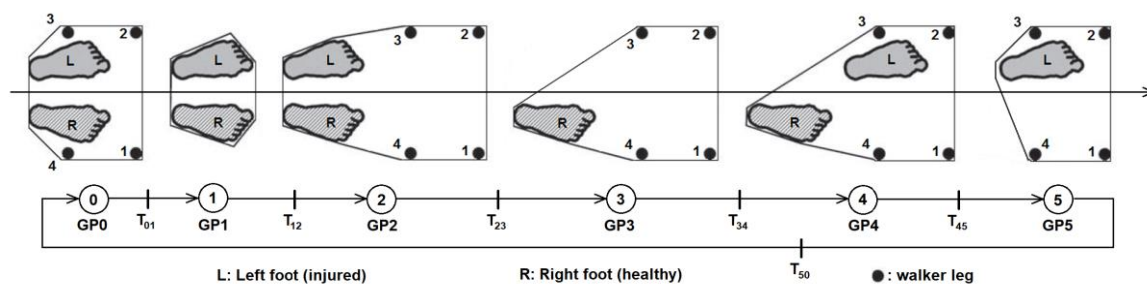 3 2 L R 4 1
L R
3 2 L R 4 1
3 2 R 4 1
3 2 L R 4 1
3 2 L 4 1
0 1 2 3 4 5
GP0 T01 GP1 T12 GP2 T23 GP3 T34 GP4 T45 GP5
T50
L: Left foot (injured) R: Right foot (healthy) : walker leg